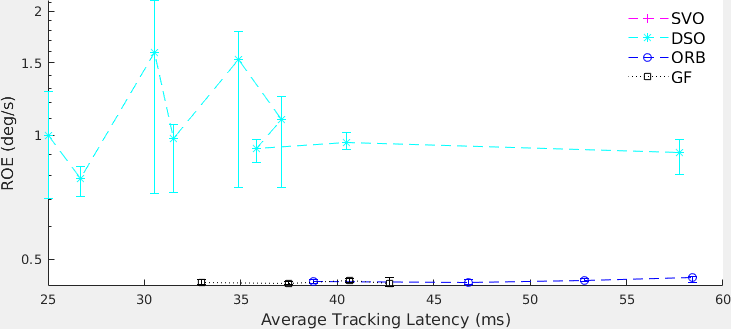 2
1.5
1
0.5
ROE (deg/s)
SVO
DSO
ORB
GF
25 30 35 40 45 50 55 60
Average Tracking Latency (ms)